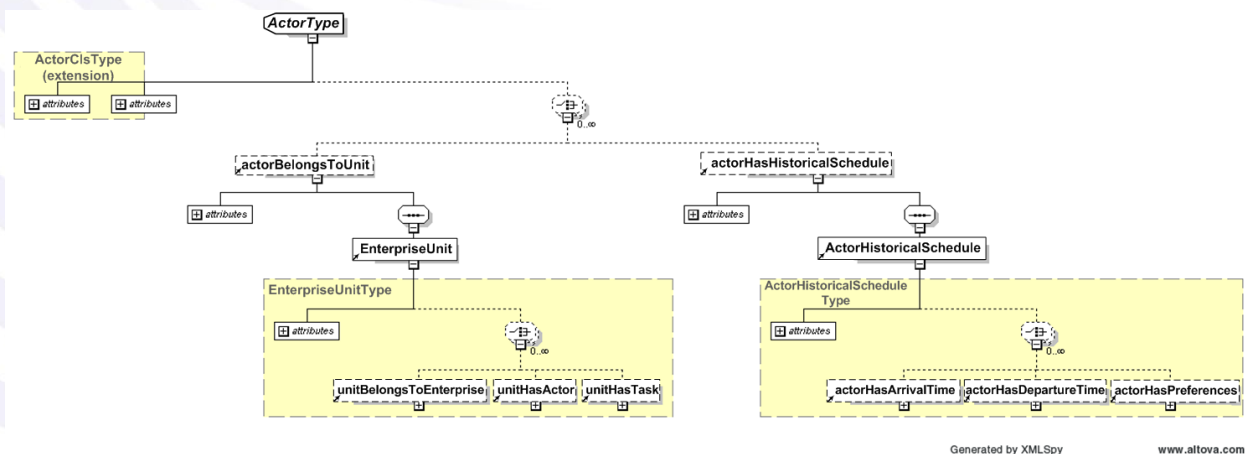 ActorType
ActorClsType
(extension)
attributes
attributes
0..∞
actorBelongsToUnit
actorHasHistoricalSchedule
attributes
attributes
EnterpriseUnit
ActorHistoricalSchedule
EnterpriseUnitType
ActorHistoricalSchedule
Type
attributes
attributes
0..∞
0..∞
unitBelongsToEnterprise
unitHasActor
unitHasTask
actorHasArrivalTime
actorHasDepartureTime
actorHasPreferences
Generated by XMLSpy
www.altova.com